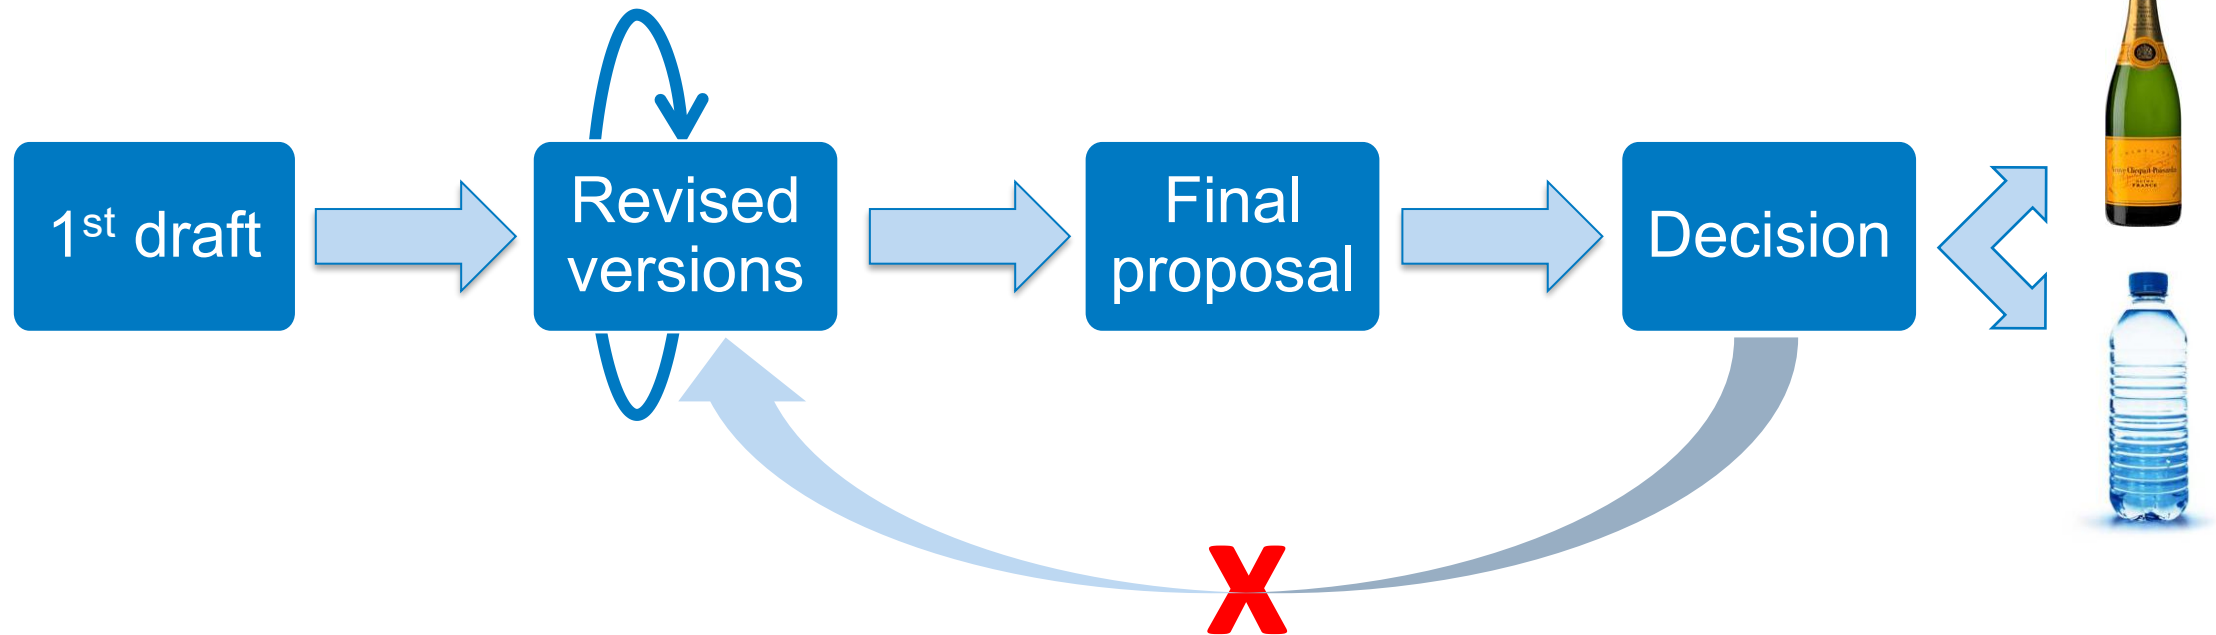 1st draft
Revised
versions
Final
proposal
Decision
X